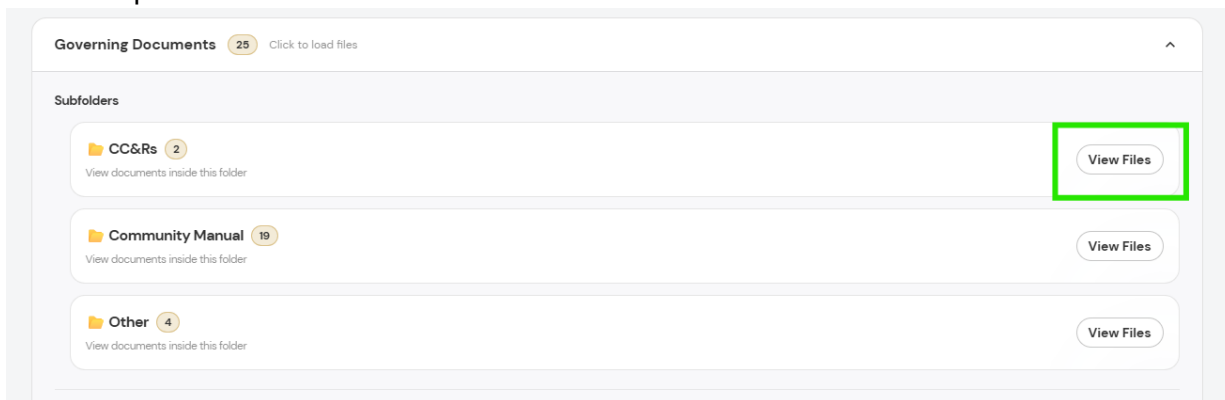 Governing Documents 25 Click to load files
Subfolders
CC&Rs 2
View documents inside this folder
View Files
Community Manual 19
View documents inside this folder
View Files
Other 4
View documents inside this folder
View Files